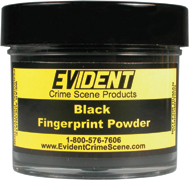 EVIDENT
Crime Scene Products
Black
Fingerprint Powder
1-800-576-7606
www.EvidentCrimeScene.com